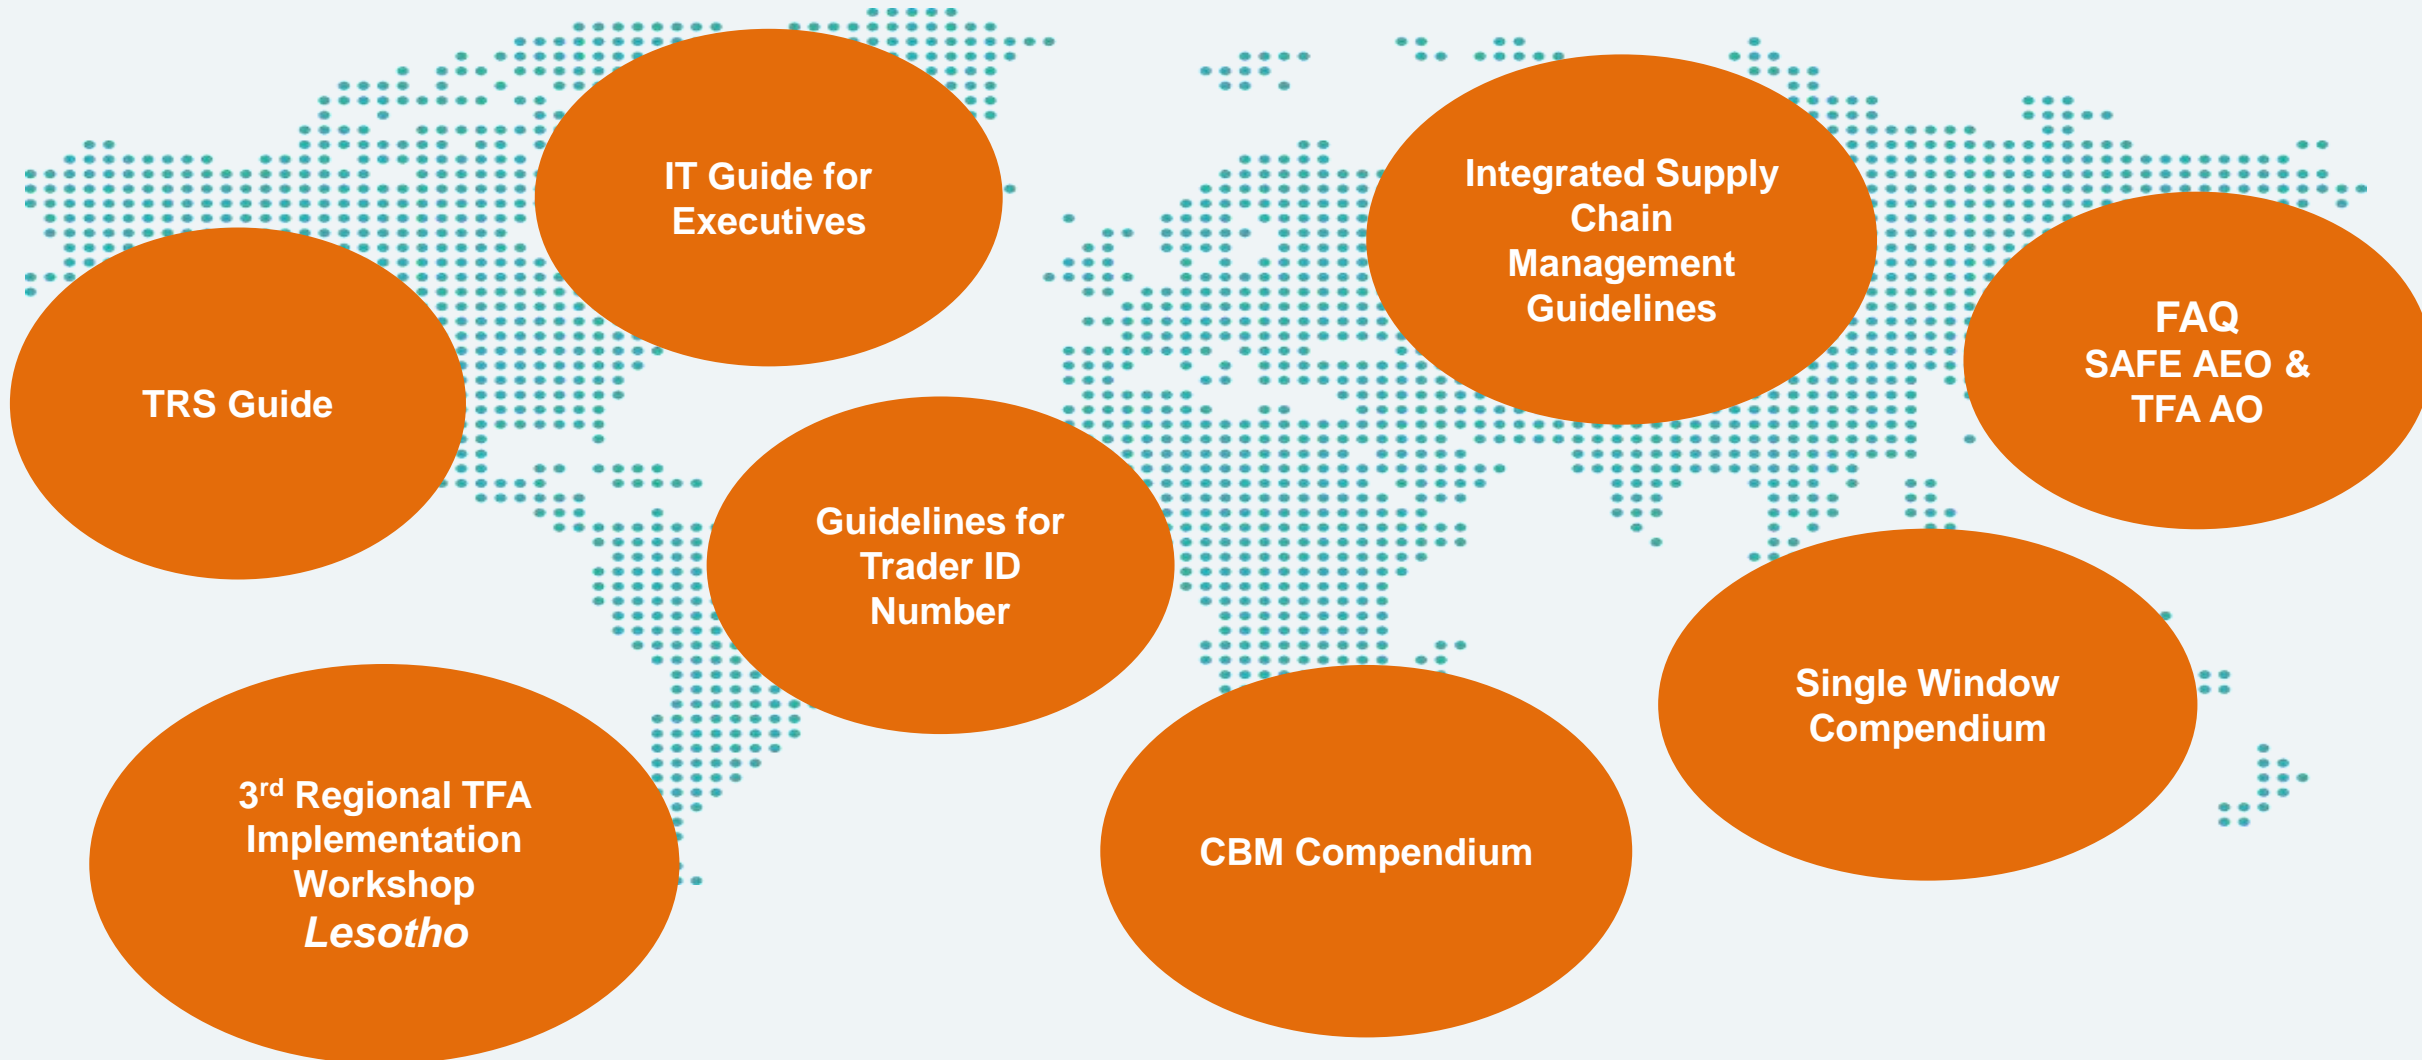 IT Guide for
Executives
Integrated Supply
Chain
Management
Guidelines
FAQ
SAFE AEO &
TFA AO
TRS Guide
Guidelines for
Trader ID
Number
Single Window
Compendium
3rd Regional TFA
Implementation
Workshop
Lesotho
CBM Compendium